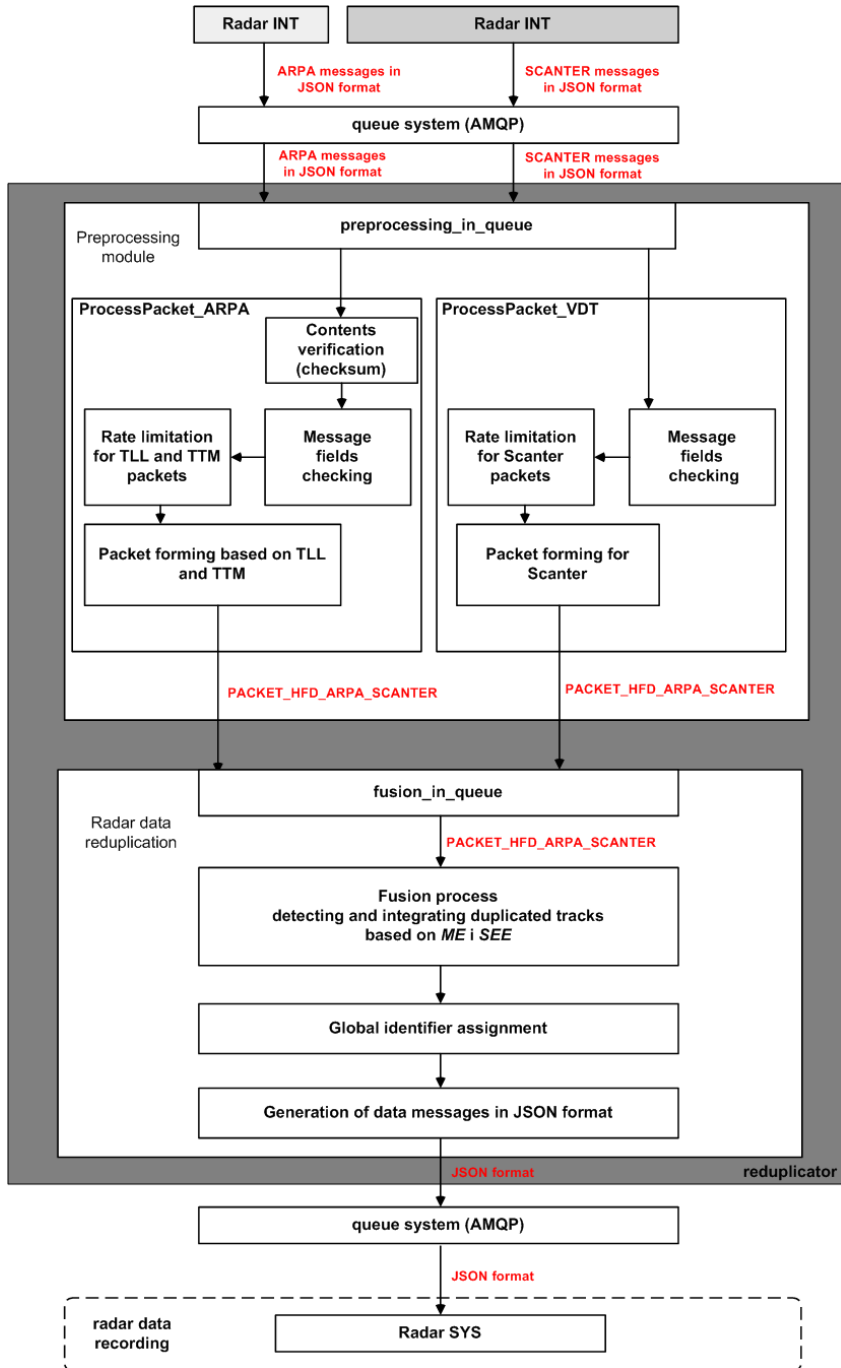 Radar INT
Radar INT
ARPA messages in
JSON format
SCANTER messages
in JSON format
queue system (AMQP)
ARPA messages
in JSON format
SCANTER messages
in JSON format
preprocessing_in_queue
Preprocessing
module
ProcessPacket_ARPA
ProcessPacket_VDT
Contents
verification
(checksum)
Rate limitation
for TLL and TTM
packets
Message
fields
checking
Rate limitation
for Scanter
packets
Message
fields
checking
Packet forming based on TLL
and TTM
Packet forming for
Scanter
PACKET_HFD_ARPA_SCANTER
PACKET_HFD_ARPA_SCANTER
fusion_in_queue
Radar data
reduplication
PACKET_HFD_ARPA_SCANTER
Fusion process
detecting and integrating duplicated tracks
based on ME i SEE
Global identifier assignment
Generation of data messages in JSON format
JSON format
reduplicator
queue system (AMQP)
JSON format
radar data
recording
Radar SYS